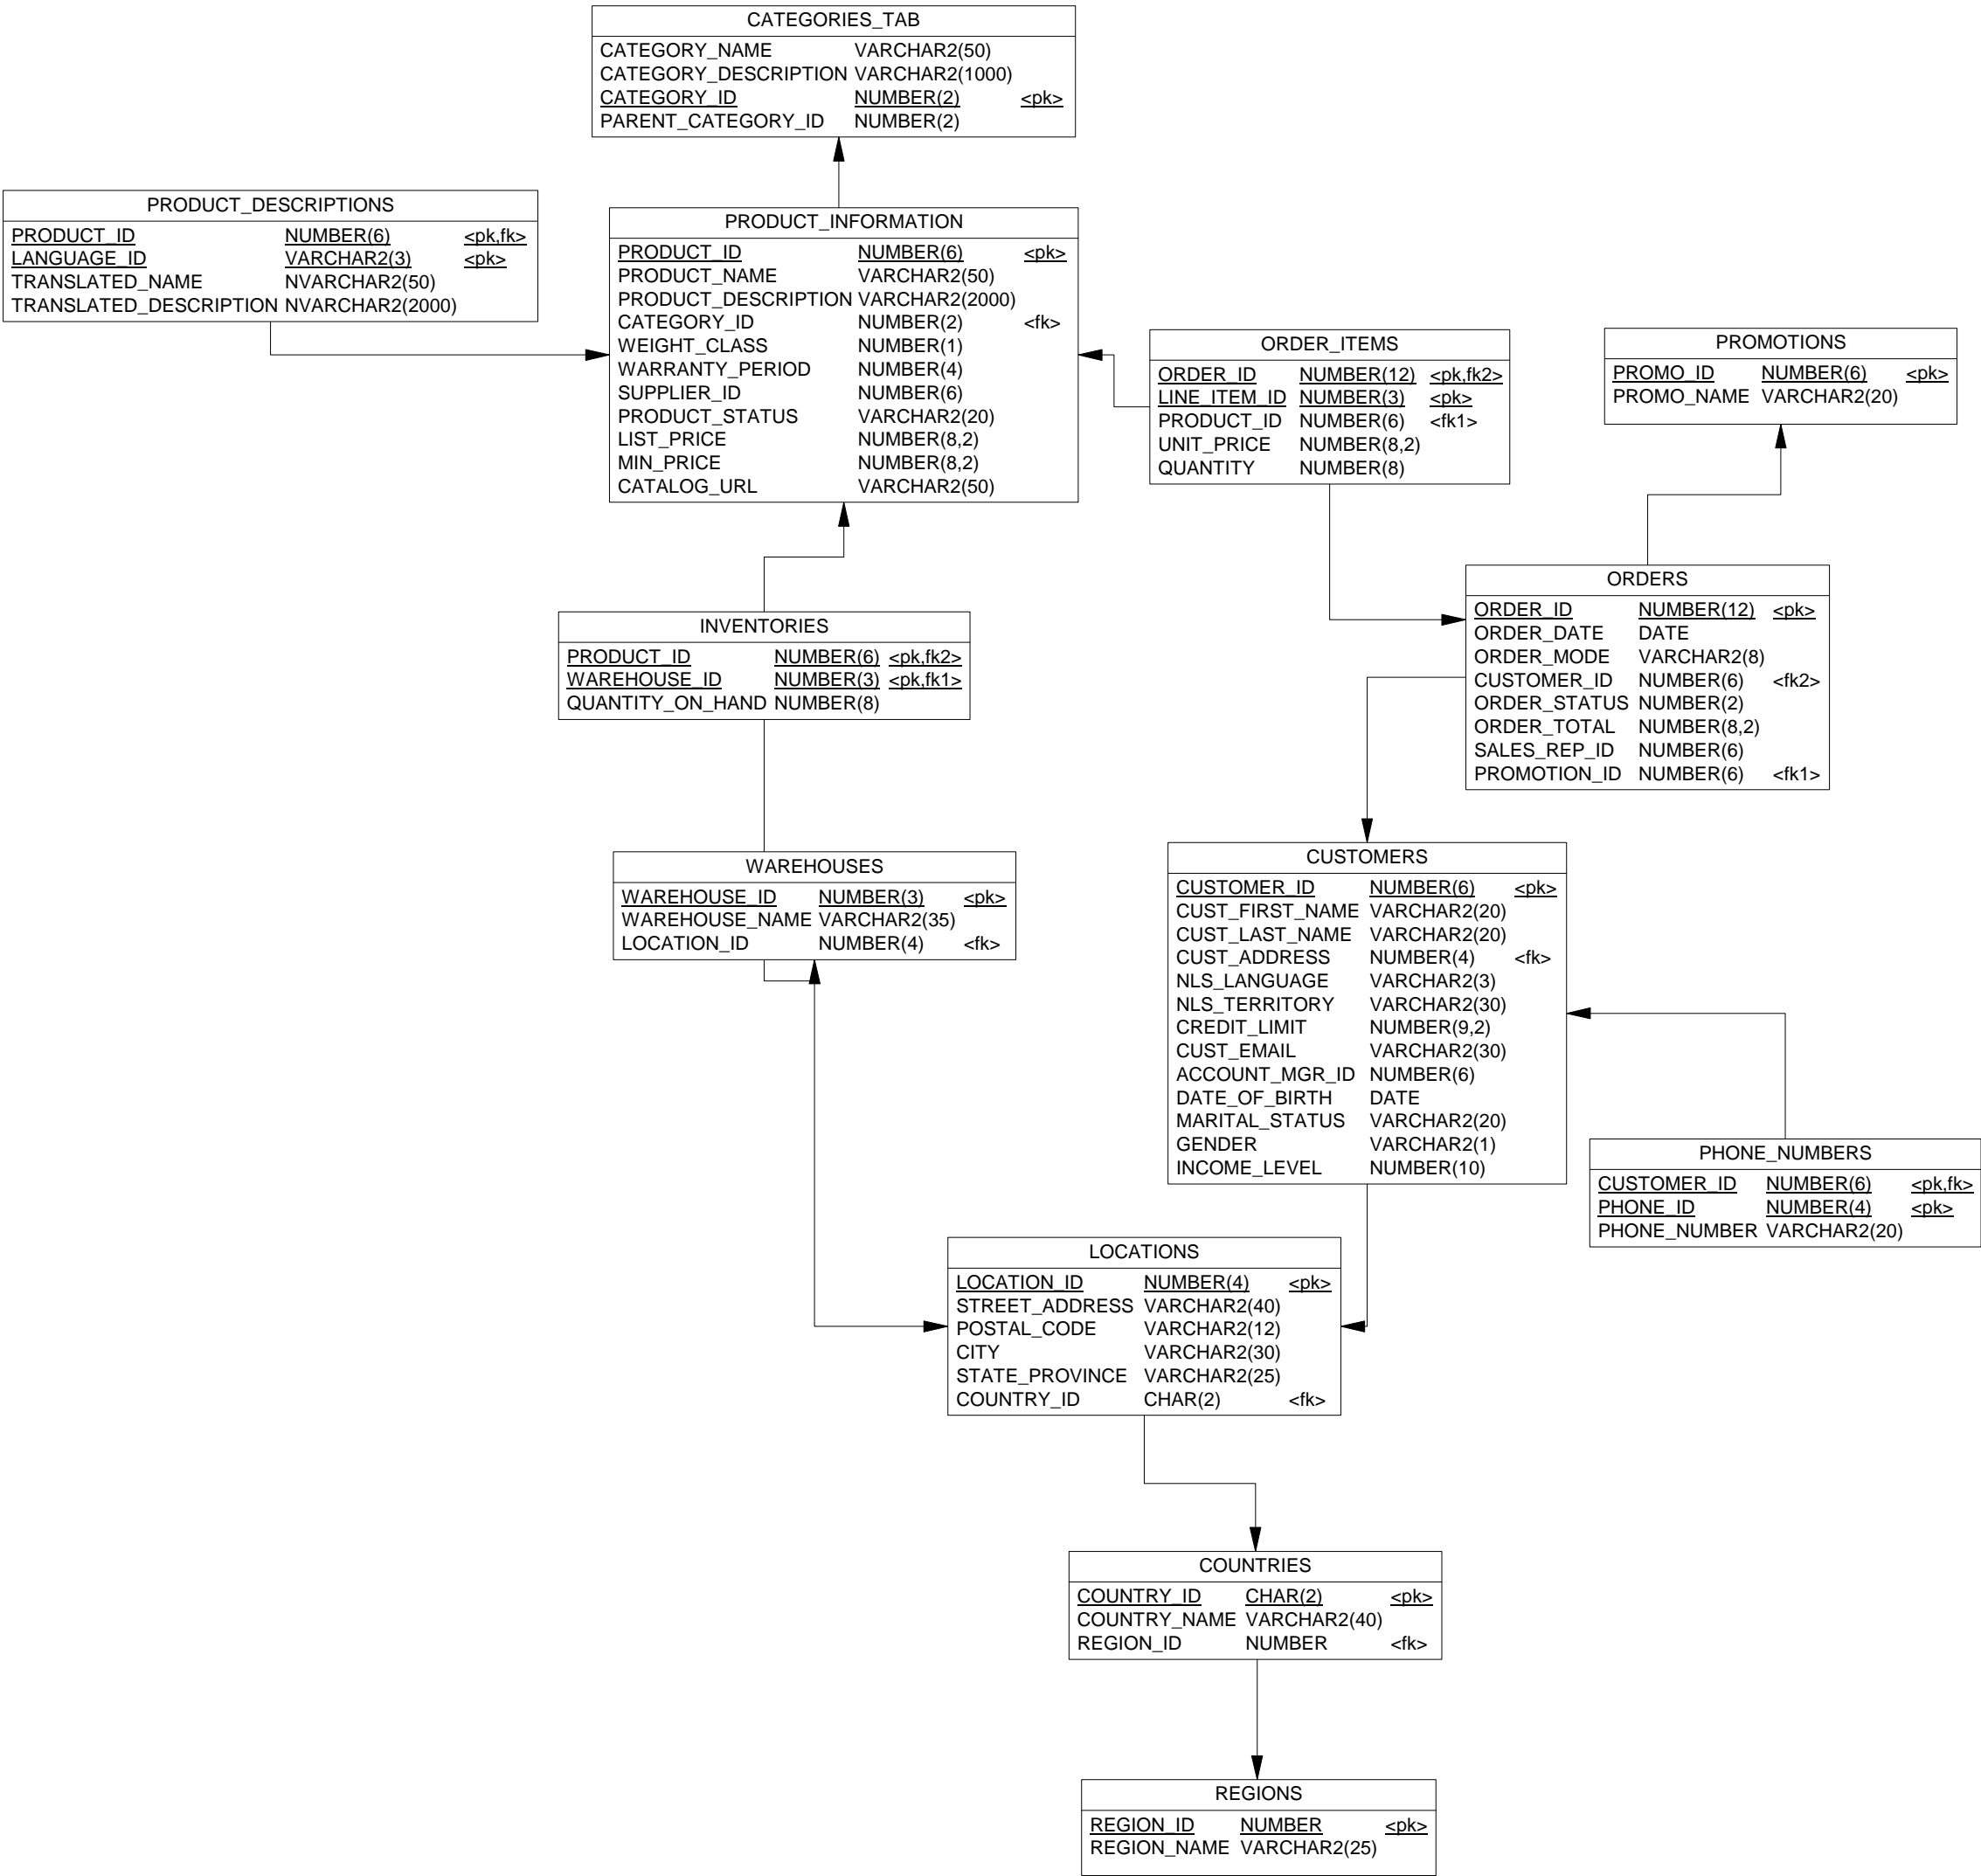 CATEGORIES_TAB
CATEGORY_NAME VARCHAR2(50)
CATEGORY_DESCRIPTION VARCHAR2(1000)
CATEGORY_ID NUMBER(2) <pk>
PARENT_CATEGORY_ID NUMBER(2)
PRODUCT_DESCRIPTIONS
PRODUCT_ID NUMBER(6) <pk,fk>
LANGUAGE_ID VARCHAR2(3) <pk>
TRANSLATED_NAME NVARCHAR2(50)
TRANSLATED_DESCRIPTION NVARCHAR2(2000)
PRODUCT_INFORMATION
PRODUCT_ID NUMBER(6) <pk>
PRODUCT_NAME VARCHAR2(50)
PRODUCT_DESCRIPTION VARCHAR2(2000)
CATEGORY_ID NUMBER(2) <fk>
WEIGHT_CLASS NUMBER(1)
WARRANTY_PERIOD NUMBER(4)
SUPPLIER_ID NUMBER(6)
PRODUCT_STATUS VARCHAR2(20)
LIST_PRICE NUMBER(8,2)
MIN_PRICE NUMBER(8,2)
CATALOG_URL VARCHAR2(50)
ORDER_ITEMS
ORDER_ID NUMBER(12) <pk,fk2>
LINE_ITEM_ID NUMBER(3) <pk>
PRODUCT_ID NUMBER(6) <fk1>
UNIT_PRICE NUMBER(8,2)
QUANTITY NUMBER(8)
PROMOTIONS
PROMO_ID NUMBER(6) <pk>
PROMO_NAME VARCHAR2(20)
ORDERS
ORDER_ID NUMBER(12) <pk>
ORDER_DATE DATE
ORDER_MODE VARCHAR2(8)
CUSTOMER_ID NUMBER(6) <fk2>
ORDER_STATUS NUMBER(2)
ORDER_TOTAL NUMBER(8,2)
SALES_REP_ID NUMBER(6)
PROMOTION_ID NUMBER(6) <fk1>
INVENTORIES
PRODUCT_ID NUMBER(6) <pk,fk2>
WAREHOUSE_ID NUMBER(3) <pk,fk1>
QUANTITY_ON_HAND NUMBER(8)
WAREHOUSES
WAREHOUSE_ID NUMBER(3) <pk>
WAREHOUSE_NAME VARCHAR2(35)
LOCATION_ID NUMBER(4) <fk>
CUSTOMERS
CUSTOMER_ID NUMBER(6) <pk>
CUST_FIRST_NAME VARCHAR2(20)
CUST_LAST_NAME VARCHAR2(20)
CUST_ADDRESS NUMBER(4) <fk>
NLS_LANGUAGE VARCHAR2(3)
NLS_TERRITORY VARCHAR2(30)
CREDIT_LIMIT NUMBER(9,2)
CUST_EMAIL VARCHAR2(30)
ACCOUNT_MGR_ID NUMBER(6)
DATE_OF_BIRTH DATE
MARITAL_STATUS VARCHAR2(20)
GENDER VARCHAR2(1)
INCOME_LEVEL NUMBER(10)
PHONE_NUMBERS
CUSTOMER_ID NUMBER(6) <pk,fk>
PHONE_ID NUMBER(4) <pk>
PHONE_NUMBER VARCHAR2(20)
LOCATIONS
LOCATION_ID NUMBER(4) <pk>
STREET_ADDRESS VARCHAR2(40)
POSTAL_CODE VARCHAR2(12)
CITY VARCHAR2(30)
STATE_PROVINCE VARCHAR2(25)
COUNTRY_ID CHAR(2) <fk>
COUNTRIES
COUNTRY_ID CHAR(2) <pk>
COUNTRY_NAME VARCHAR2(40)
REGION_ID NUMBER <fk>
REGIONS
REGION_ID NUMBER <pk>
REGION_NAME VARCHAR2(25)